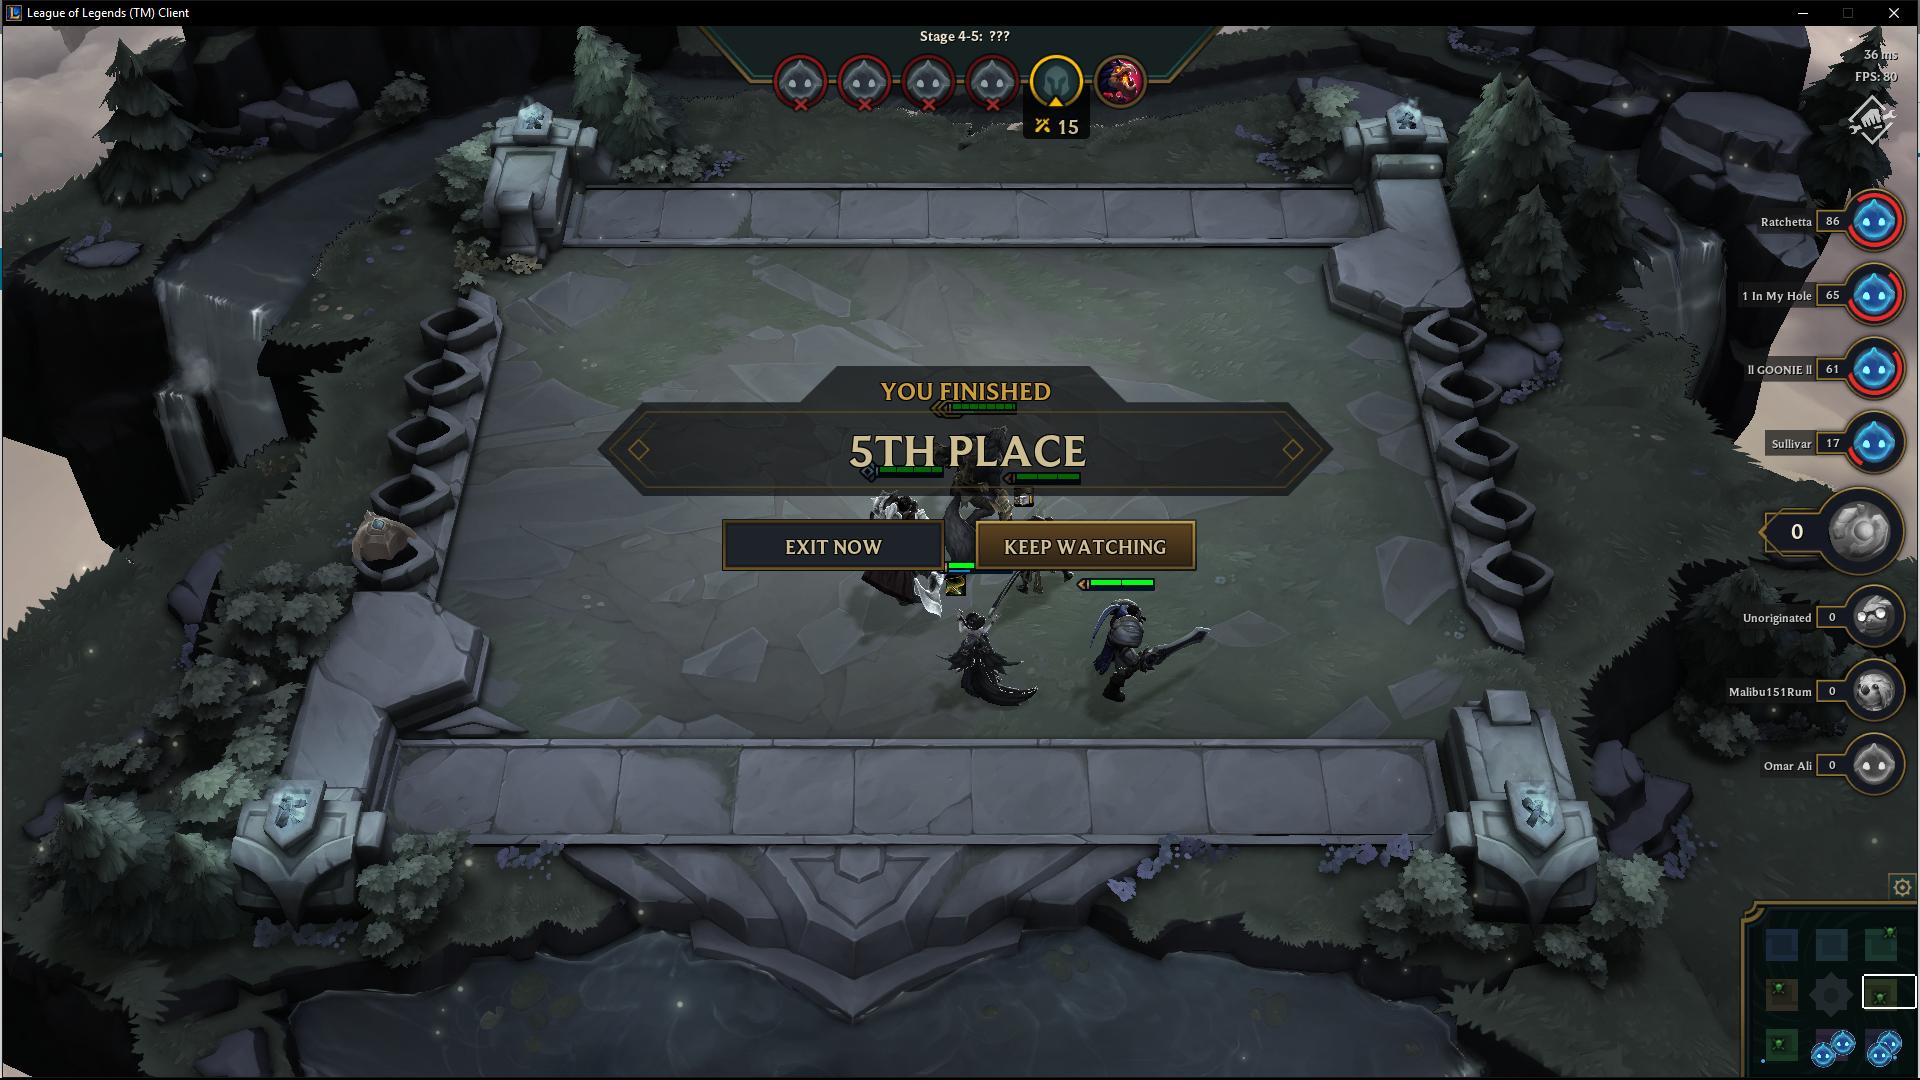 League of Legends (TM) Client
Stage 4-5: ???
15
36 ms
FPS: 80
Ratchetta 86
1 In My Hole 65
ll GOONIE ll 61
Sullivar 17
0
Unoriginated 0
Malibu151Rum 0
Omar Ali 0
YOU FINISHED
5TH PLACE
EXIT NOW
KEEP WATCHING